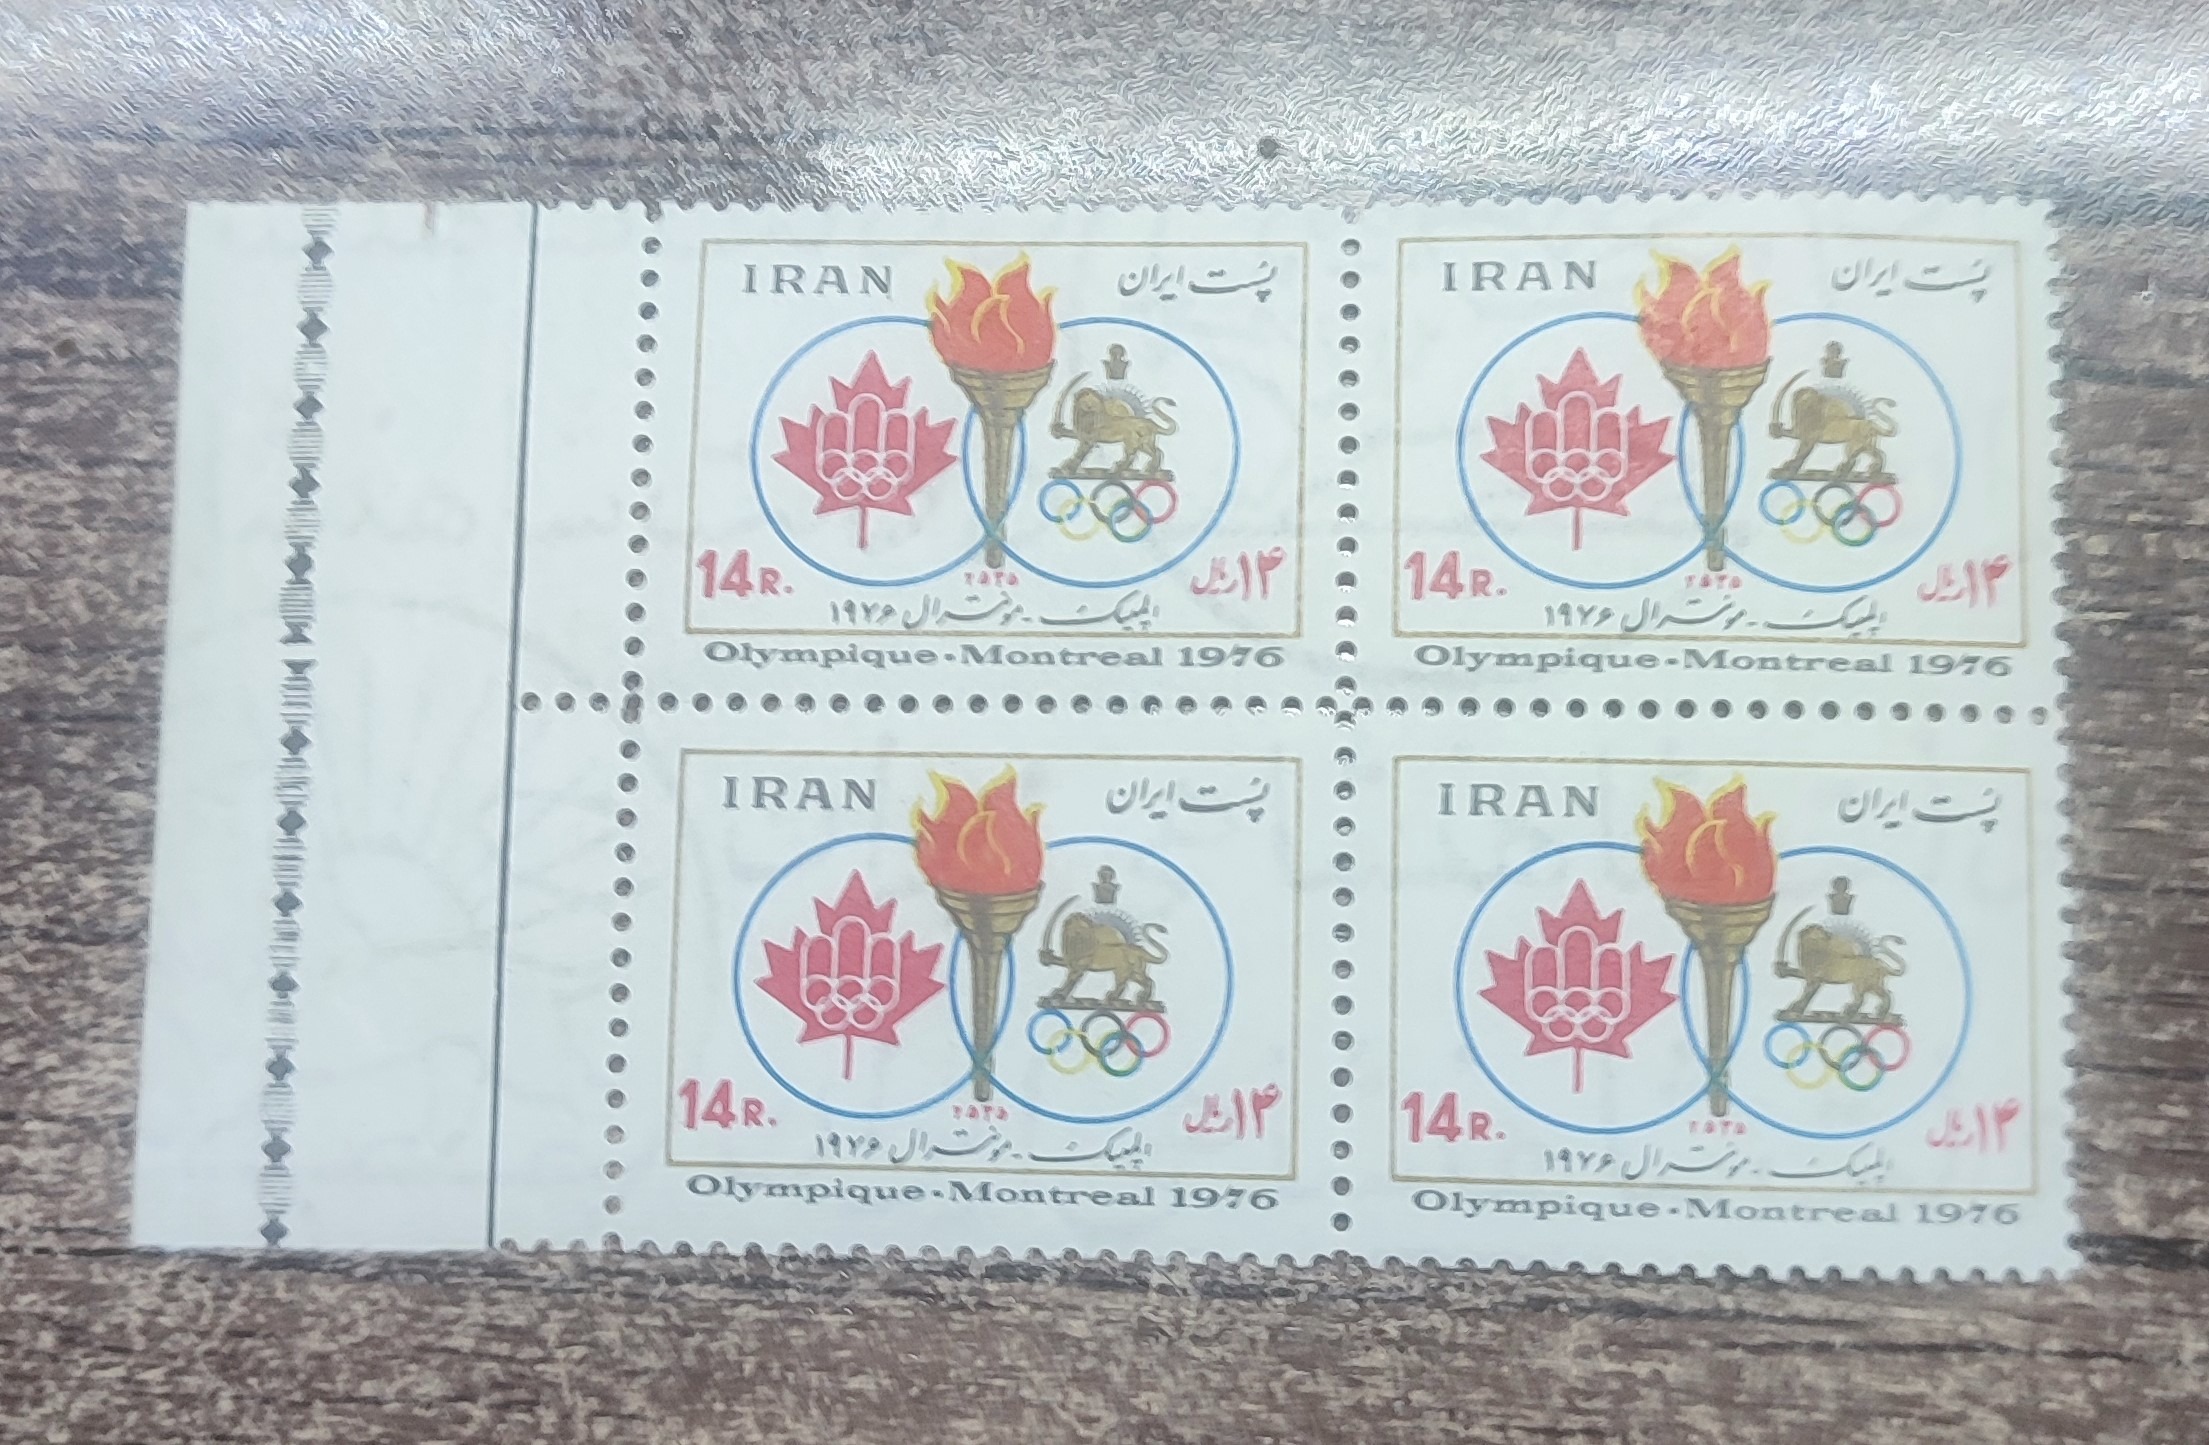 IRAN پست ایران
14R. ۱۴ ریال
۲۵۳۵
المپیک - مونترال ۱۹۷۶
Olympique-Montreal 1976
IRAN پست ایران
14R. ۱۴ ریال
۲۵۳۵
المپیک - مونترال ۱۹۷۶
Olympique-Montreal 1976
IRAN پست ایران
14R. ۱۴ ریال
۲۵۳۵
المپیک - مونترال ۱۹۷۶
Olympique-Montreal 1976
IRAN پست ایران
14R. ۱۴ ریال
۲۵۳۵
المپیک - مونترال ۱۹۷۶
Olympique-Montreal 1976